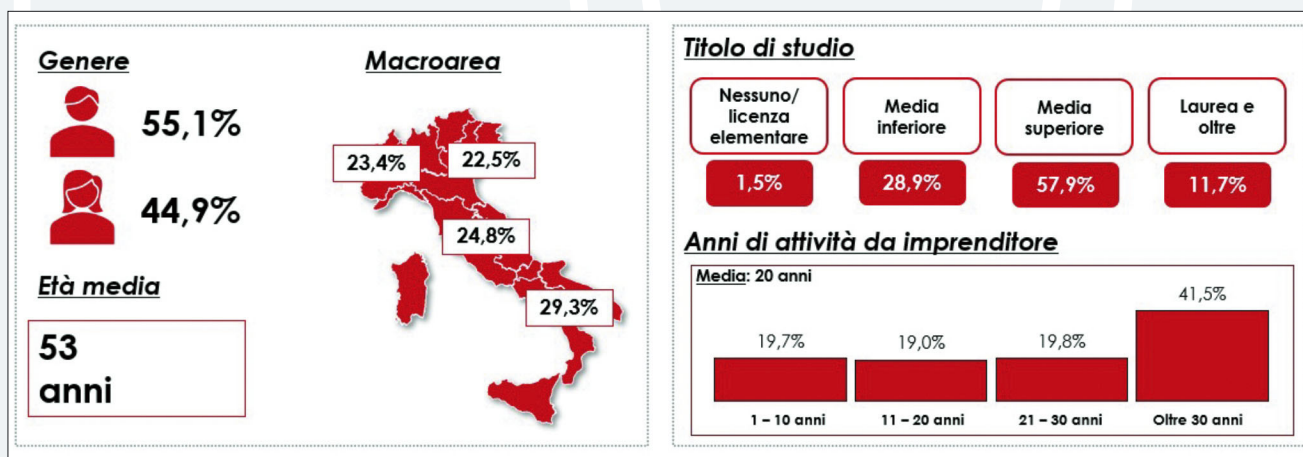 Genere
55,1%
44,9%
Età media
53
anni
Macroarea
23,4%
22,5%
24,8%
29,3%
Titolo di studio
Nessuno/
licenza
elementare
1,5%
Media
inferiore
28,9%
Media
superiore
57,9%
Laurea e
oltre
11,7%
Anni di attività da imprenditore
Media: 20 anni
19,7%
19,0%
19,8%
41,5%
1 – 10 anni
11 – 20 anni
21 – 30 anni
Oltre 30 anni